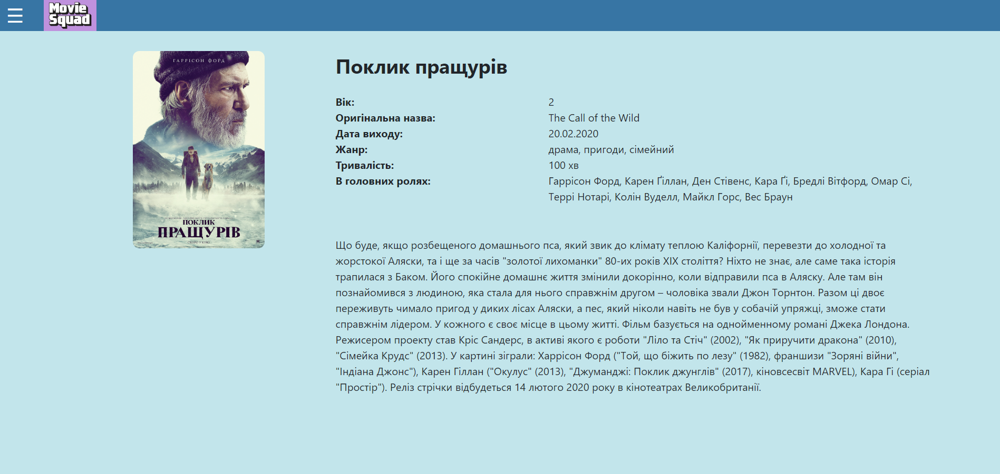 Movie
Squad
ГАРРІСОН ФОРД
ПОКЛИК
ПРАЩУРІВ
СКОРО У КІНО
Поклик пращурів
Вік: 2
Оригінальна назва: The Call of the Wild
Дата виходу: 20.02.2020
Жанр: драма, пригоди, сімейний
Тривалість: 100 хв
В головних ролях: Гаррісон Форд, Карен Ґіллан, Ден Стівенс, Кара Ґі, Бредлі Вітфорд, Омар Сі,
Террі Нотарі, Колін Вуделл, Майкл Горс, Вес Браун
Що буде, якщо розбещеного домашнього пса, який звик до клімату теплою Каліфорнії, перевезти до холодної та
жорстокої Аляски, та і ще за часів "золотої лихоманки" 80-их років XIX століття? Ніхто не знає, але саме така історія
трапилася з Баком. Його спокійне домашнє життя змінили докорінно, коли відправили пса в Аляску. Але там він
познайомився з людиною, яка стала для нього справжнім другом – чоловіка звали Джон Торнтон. Разом ці двоє
переживуть чимало пригод у диких лісах Аляски, а пес, який ніколи навіть не був у собачій упряжці, зможе стати
справжнім лідером. У кожного є своє місце в цьому житті. Фільм базується на однойменному романі Джека Лондона.
Режисером проекту став Кріс Сандерс, в активі якого є роботи "Ліло та Стіч" (2002), "Як приручити дракона" (2010),
"Сімейка Крудс" (2013). У картині зіграли: Харрісон Форд ("Той, що біжить по лезу" (1982), франшизи "Зоряні війни",
"Індіана Джонс"), Карен Гіллан ("Окулус" (2013), "Джуманджі: Поклик джунглів" (2017), кіновсесвіт MARVEL), Кара Гі (серіал
"Простір"). Реліз стрічки відбудеться 14 лютого 2020 року в кінотеатрах Великобританії.